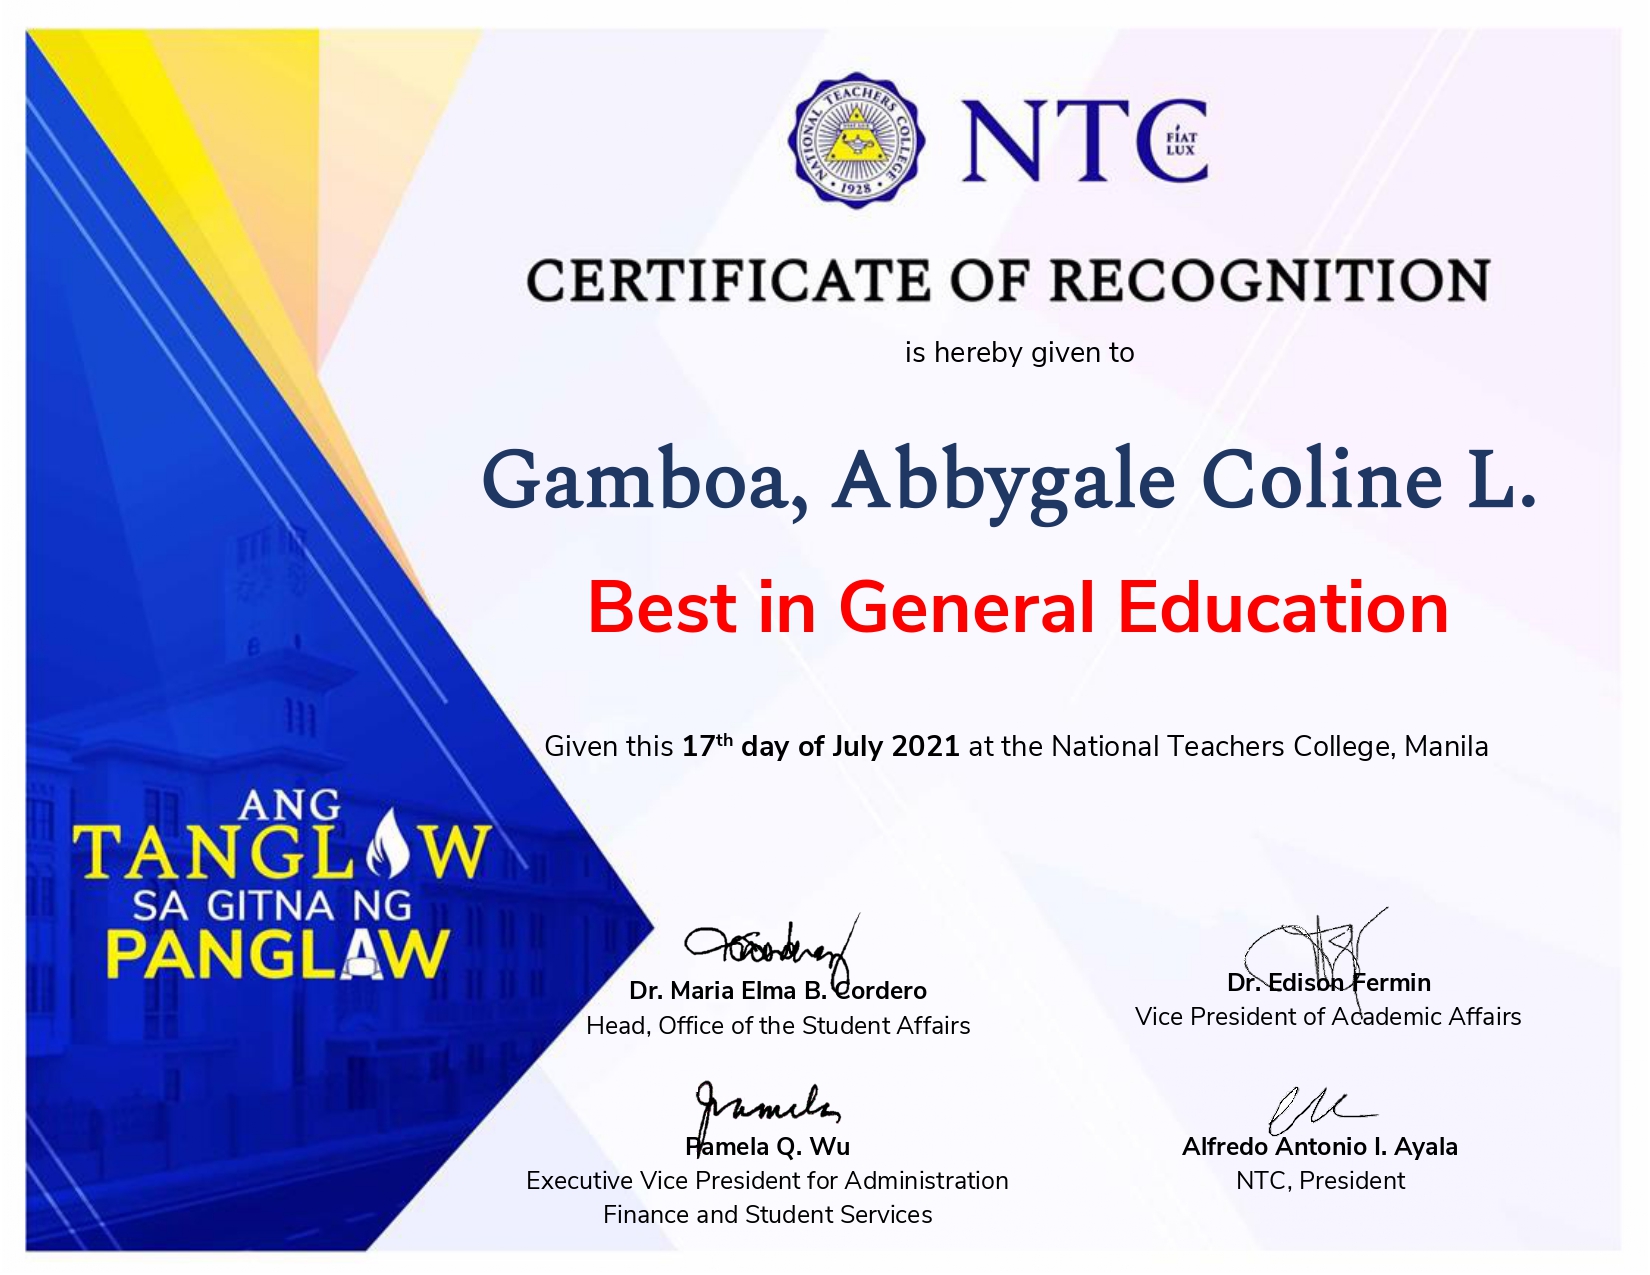 NATIONAL TEACHERS COLLEGE
1928
NTC
FIAT
LUX
CERTIFICATE OF RECOGNITION
is hereby given to
Gamboa, Abbygale Coline L.
Best in General Education
Given this 17th day of July 2021 at the National Teachers College, Manila
ANG
TANGLAW
SA GITNA NG
PANGLAW
Dr. Maria Elma B. Cordero
Head, Office of the Student Affairs
Dr. Edison Fermin
Vice President of Academic Affairs
Pamela Q. Wu
Executive Vice President for Administration
Finance and Student Services
Alfredo Antonio I. Ayala
NTC, President